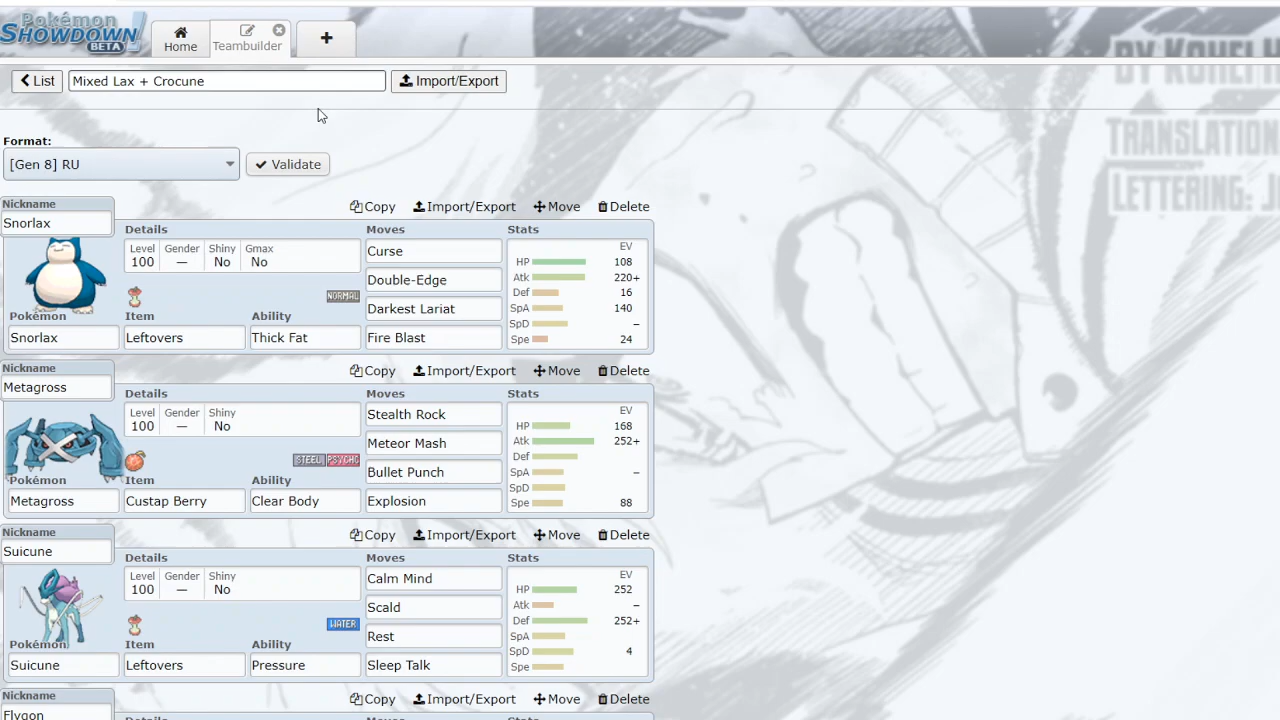 Pokémon
SHOWDOWN!
BETA
Home
Teambuilder
+
List
Mixed Lax + Crocune
Import/Export
BY KOHEI H
TRANSLATION
LETTERING: J
Format:
[Gen 8] RU
Validate
Nickname
Snorlax
Copy Import/Export Move Delete
Details
Moves
Stats
Level Gender Shiny Gmax
100 — No No
NORMAL
Pokémon Item Ability
Snorlax Leftovers Thick Fat
Curse
Double-Edge
Darkest Lariat
Fire Blast
EV
HP 108
Atk 220+
Def 16
SpA 140
SpD –
Spe 24
Nickname
Metagross
Copy Import/Export Move Delete
Details
Moves
Stats
Level Gender Shiny
100 — No
STEEL PSYCHC
Pokémon Item Ability
Metagross Custap Berry Clear Body
Stealth Rock
Meteor Mash
Bullet Punch
Explosion
EV
HP 168
Atk 252+
Def
SpA –
SpD
Spe 88
Nickname
Suicune
Copy Import/Export Move Delete
Details
Moves
Stats
Level Gender Shiny
100 — No
WATER
Pokémon Item Ability
Suicune Leftovers Pressure
Calm Mind
Scald
Rest
Sleep Talk
EV
HP 252
Atk –
Def 252+
SpA
SpD 4
Spe
Nickname
Flygon
Copy Import/Export Move Delete